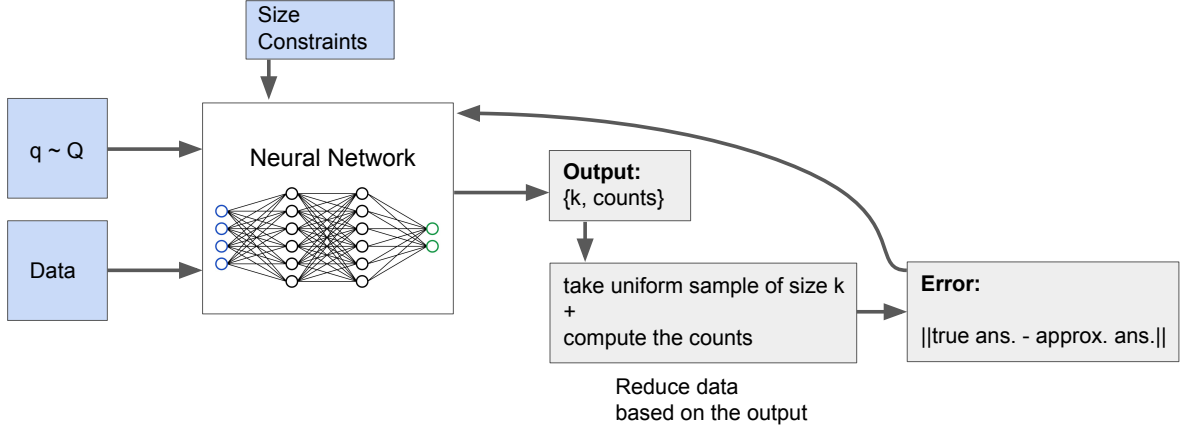 Size
Constraints
q ~ Q
Data
Neural Network
Output:
{k, counts}
take uniform sample of size k
+
compute the counts
Error:
||true ans. - approx. ans.||
Reduce data
based on the output